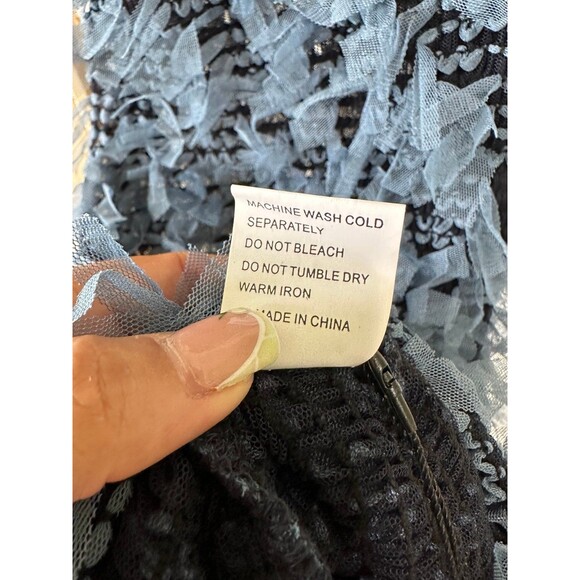 MACHINE WASH COLD
SEPARATELY
DO NOT BLEACH
DO NOT TUMBLE DRY
WARM IRON
MADE IN CHINA